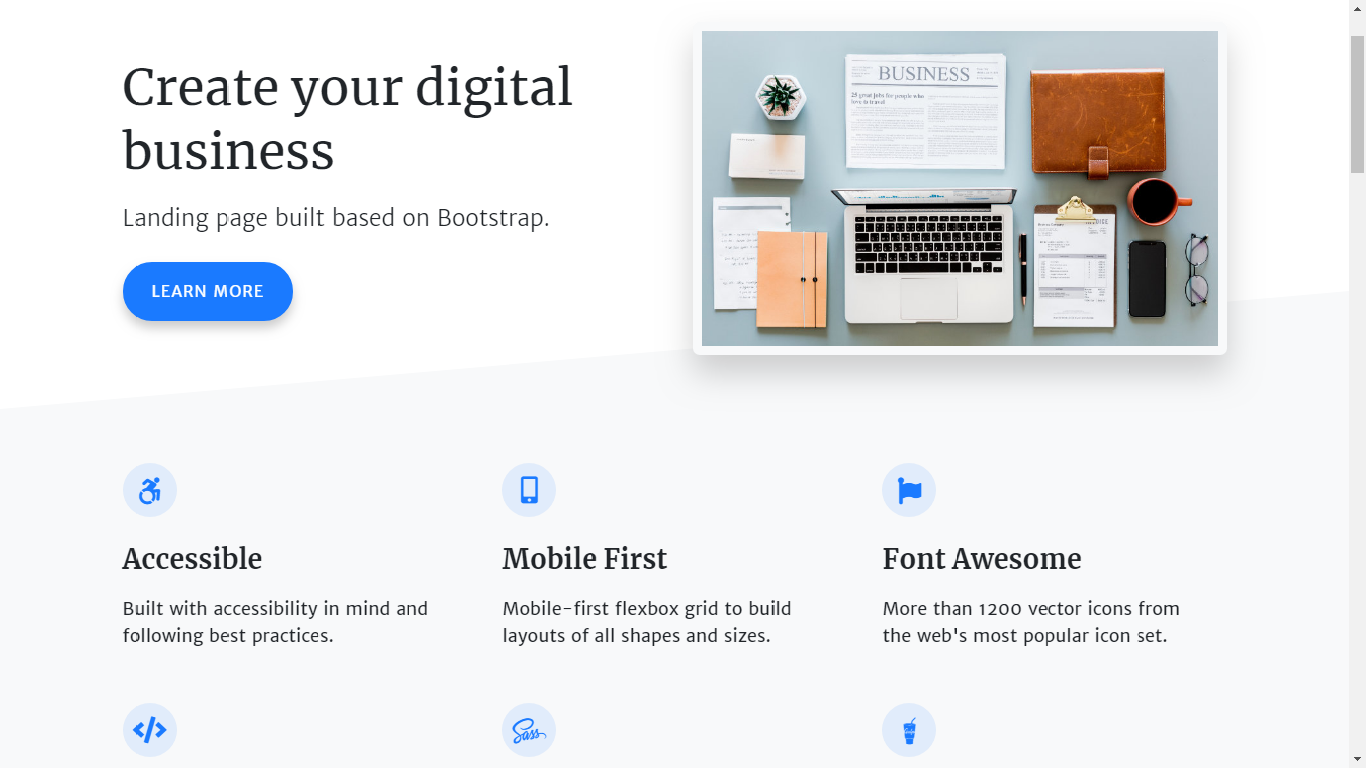 Create your digital
business
Landing page built based on Bootstrap.
LEARN MORE
BUSINESS
25 great jobs for people who
love to travel
Accessible
Built with accessibility in mind and
following best practices.
Mobile First
Mobile-first flexbox grid to build
layouts of all shapes and sizes.
Font Awesome
More than 1200 vector icons from
the web's most popular icon set.
Sass